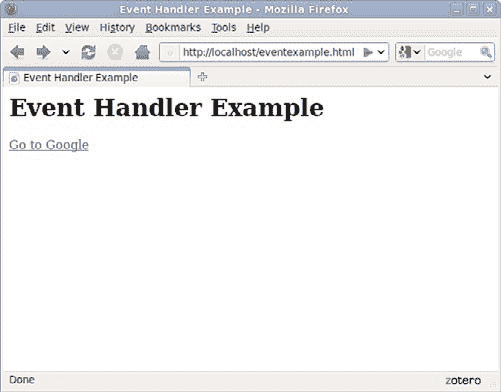 Event Handler Example - Mozilla Firefox
File Edit View History Bookmarks Tools Help
http://localhost/eventexample.html Google
Event Handler Example
Event Handler Example
Go to Google
Done zotero